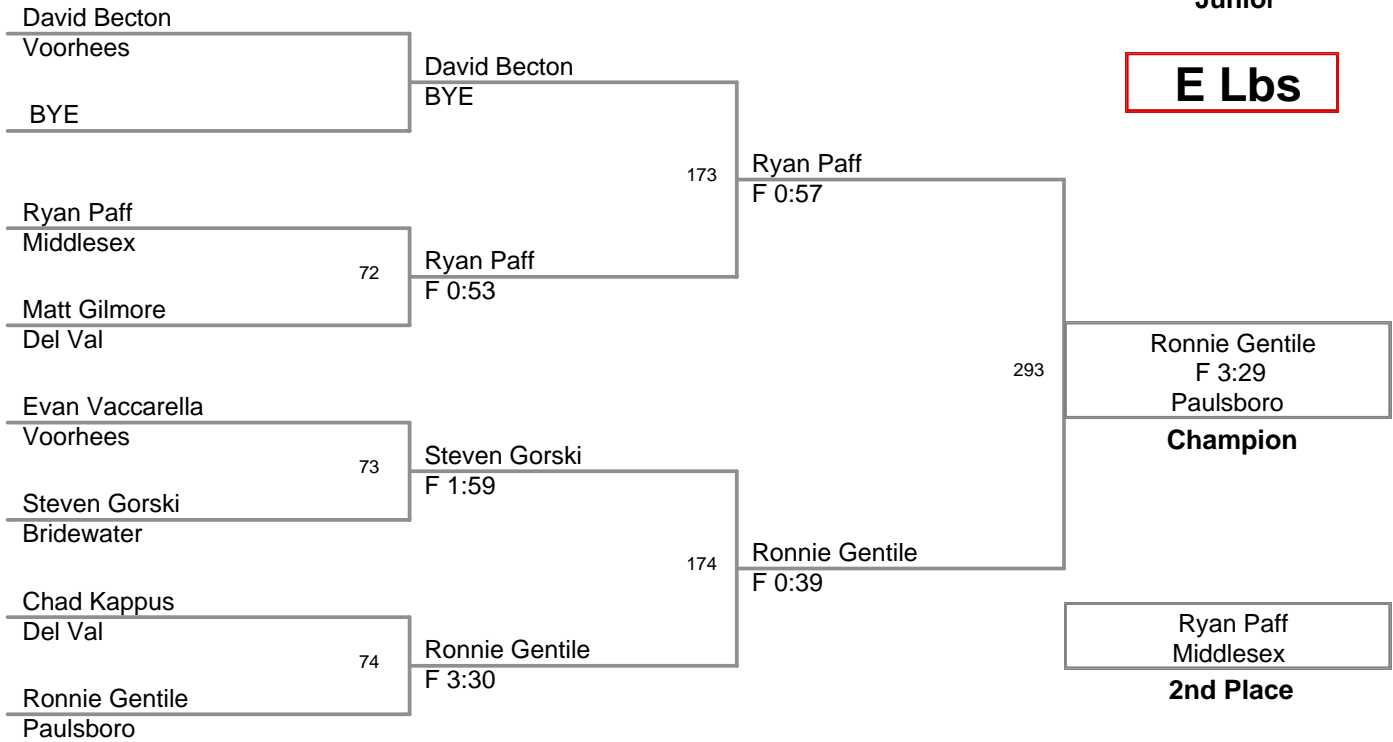 Junior
E Lbs
David Becton
Voorhees
BYE
Ryan Paff
Middlesex
72
Matt Gilmore
Del Val
Evan Vaccarella
Voorhees
73
Steven Gorski
Bridewater
Chad Kappus
Del Val
74
Ronnie Gentile
Paulsboro
David Becton
BYE
173
Ryan Paff
F 0:53
Steven Gorski
F 1:59
174
Ronnie Gentile
F 3:30
Ryan Paff
F 0:57
293
Ronnie Gentile
F 0:39
Ronnie Gentile
F 3:29
Paulsboro
Champion
Ryan Paff
Middlesex
2nd Place